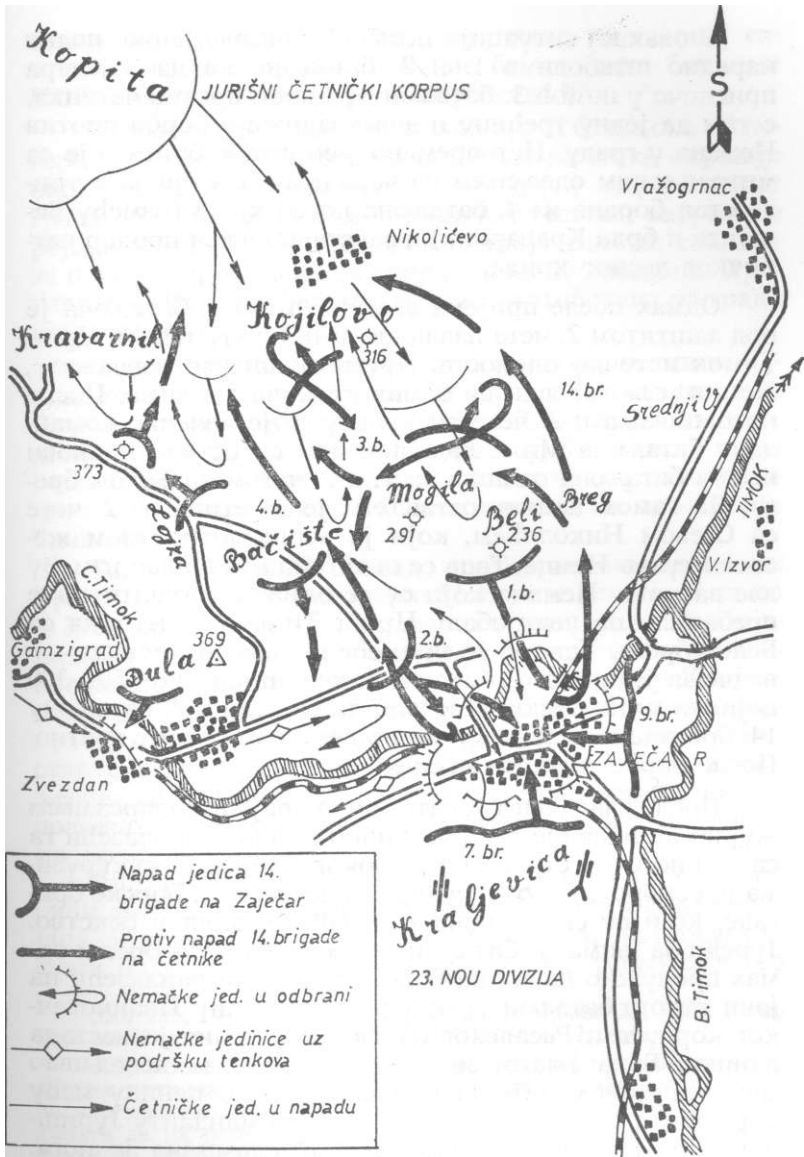 Kopita
JURIŠNI ČETNIČKI KORPUS
S
Vražogrnac
Nikoličevo
Kojilovo
316
Kravarnik
14. br.
Srednjij
TIMOK
373
3. b.
4. b.
Mogila
291
Beli Breg
236
Zogka
Bačište
V. Izvor
1. b.
C. Timok
Gamzigrad
369
Đula
2. b.
9. br.
ZAJEČAR
Zvezdan
7. br.
Kraljevica
23. NOU DIVIZIJA
B. Timok
Napad jedica 14.
brigade na Zaječar
Protiv napad 14. brigade
na četnike
Nemačke jed. u odbrani
Nemačke jedinice uz
podršku tenkova
Četničke jed. u napadu